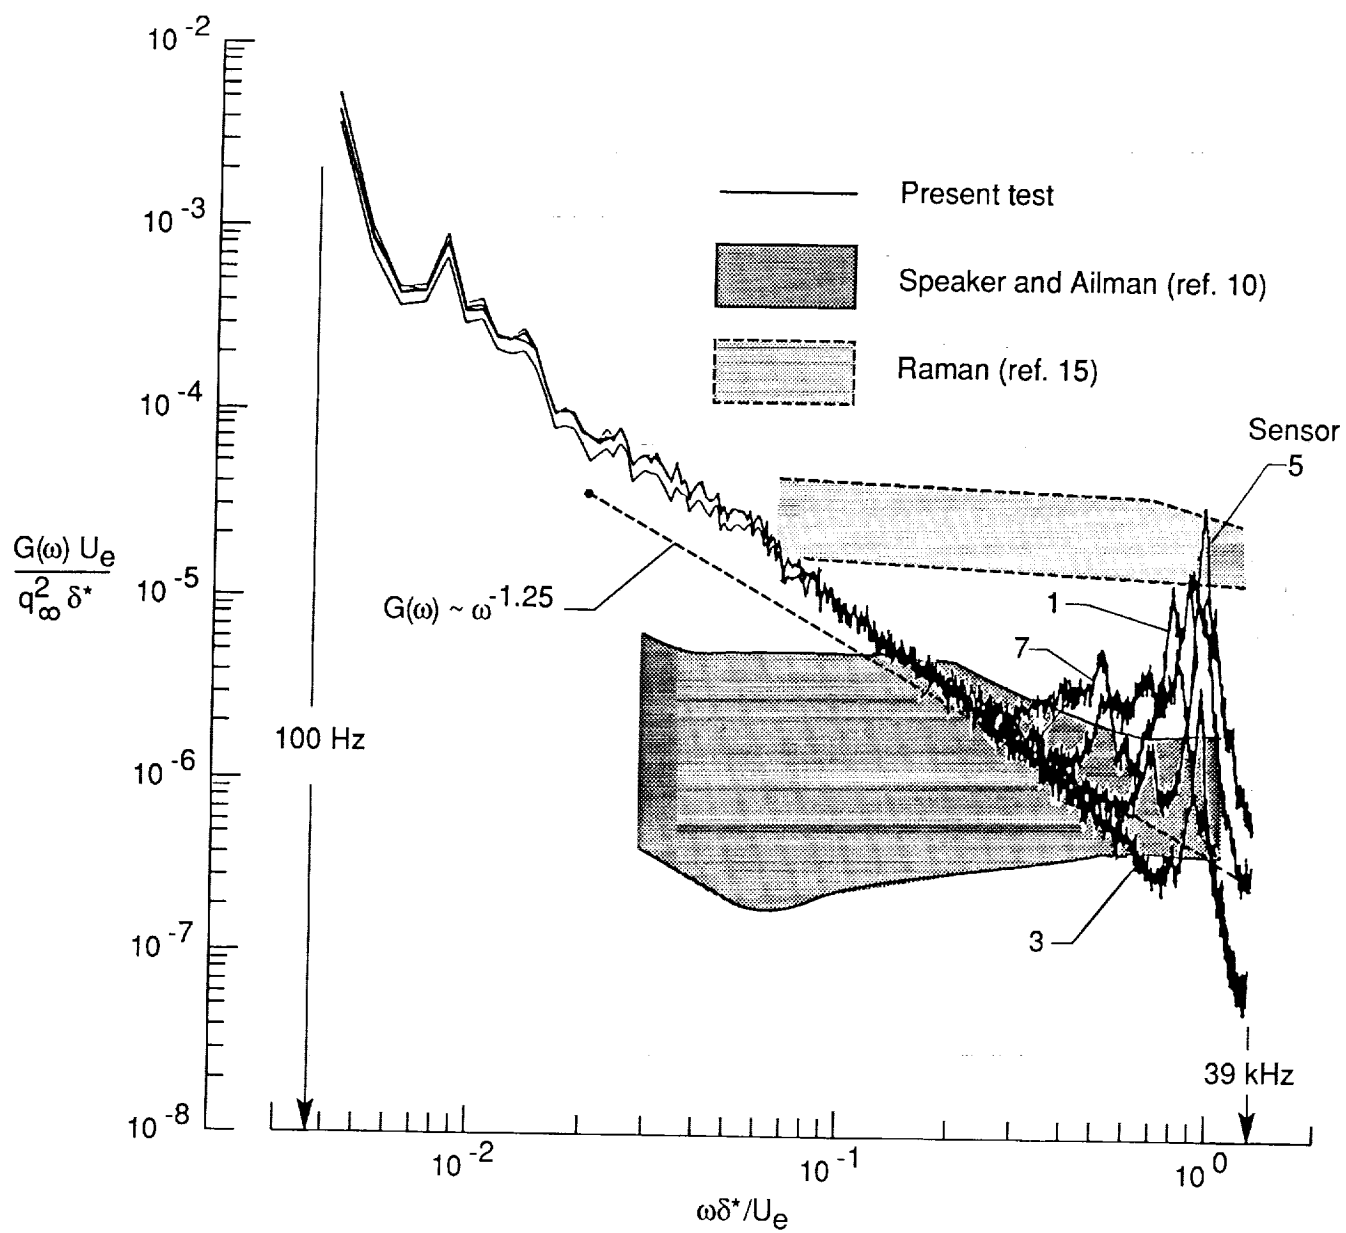 10^-2
10^-3
10^-4
10^-5
10^-6
10^-7
10^-8
G(ω) U_e
q_∞^2 δ*
Present test
Speaker and Ailman (ref. 10)
Raman (ref. 15)
Sensor
5
1
7
3
G(ω) ~ ω^-1.25
100 Hz
39 kHz
10^-2
10^-1
10^0
ωδ*/U_e